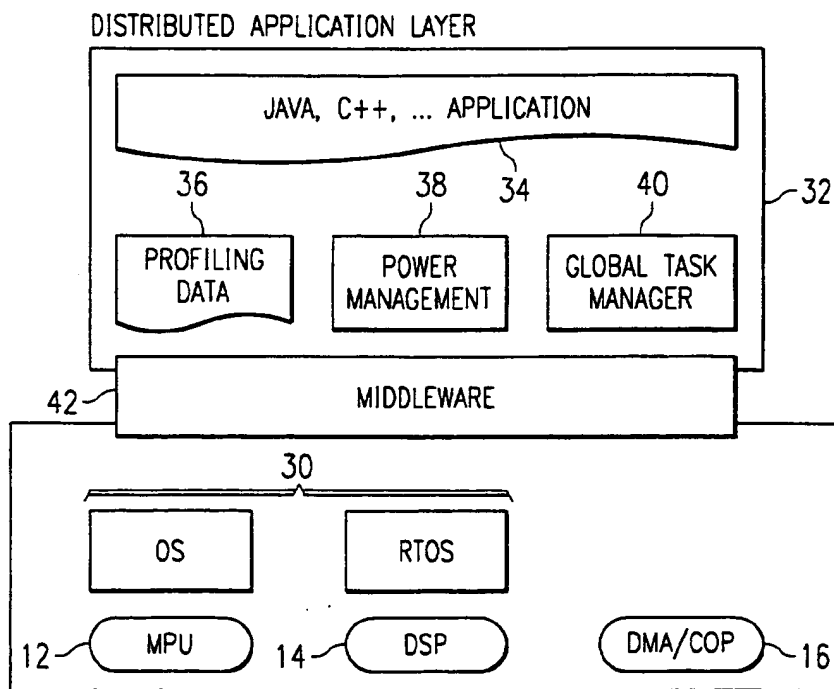 DISTRIBUTED APPLICATION LAYER
JAVA, C++, ... APPLICATION
36
38
34
40
32
PROFILING
DATA
POWER
MANAGEMENT
GLOBAL TASK
MANAGER
42
MIDDLEWARE
30
OS
RTOS
12
MPU
14
DSP
DMA/COP
16